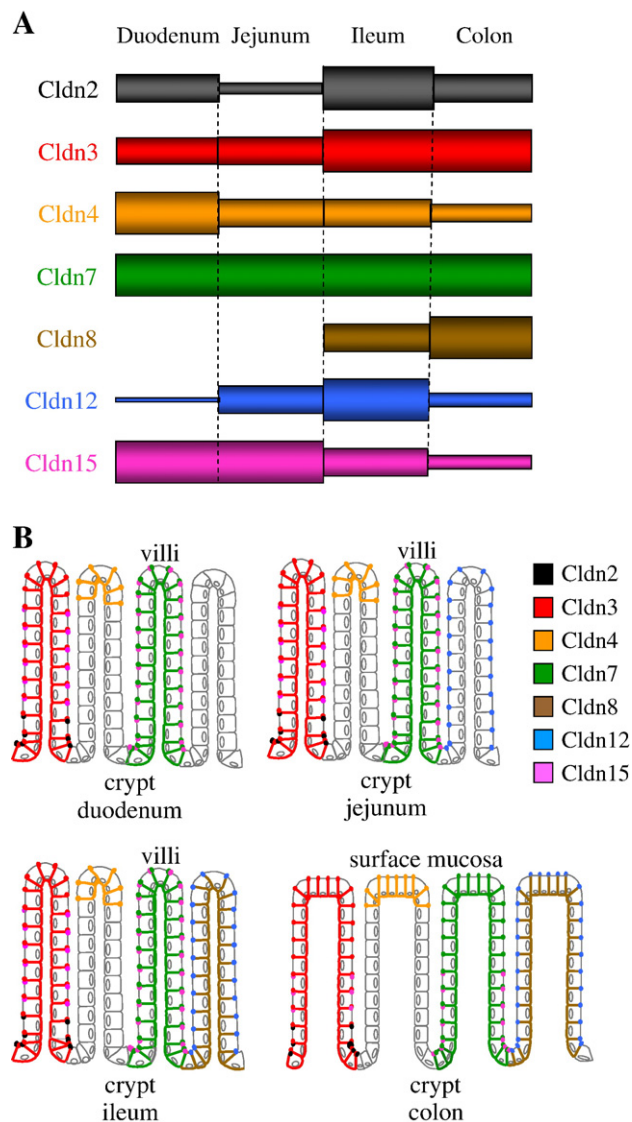 A
Duodenum Jejunum Ileum Colon
Cldn2
Cldn3
Cldn4
Cldn7
Cldn8
Cldn12
Cldn15
B
villi
crypt
duodenum
villi
crypt
jejunum
Cldn2
Cldn3
Cldn4
Cldn7
Cldn8
Cldn12
Cldn15
villi
crypt
ileum
surface mucosa
crypt
colon